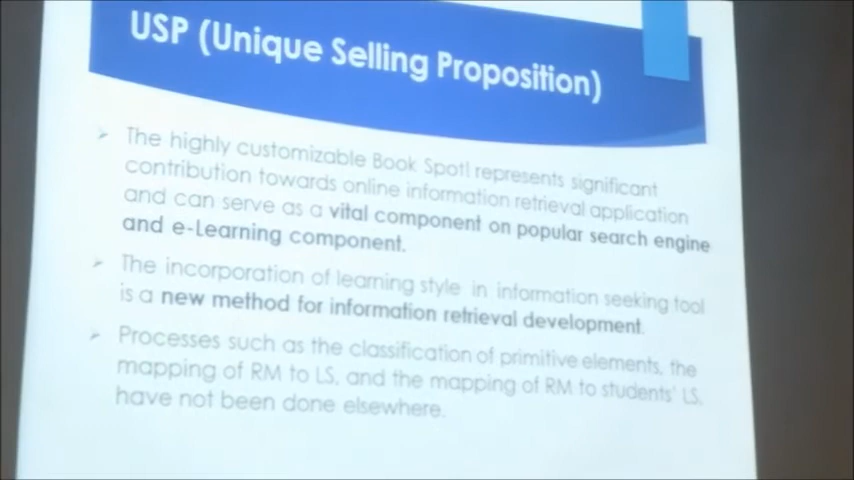 USP (Unique Selling Proposition)
The highly customizable Book Spot! represents significant
contribution towards online information retrieval application
and can serve as a vital component on popular search engine
and e-Learning component.
The incorporation of learning style in information seeking tool
is a new method for information retrieval development.
Processes such as the classification of primitive elements, the
mapping of RM to LS, and the mapping of RM to students' LS,
have not been done elsewhere.